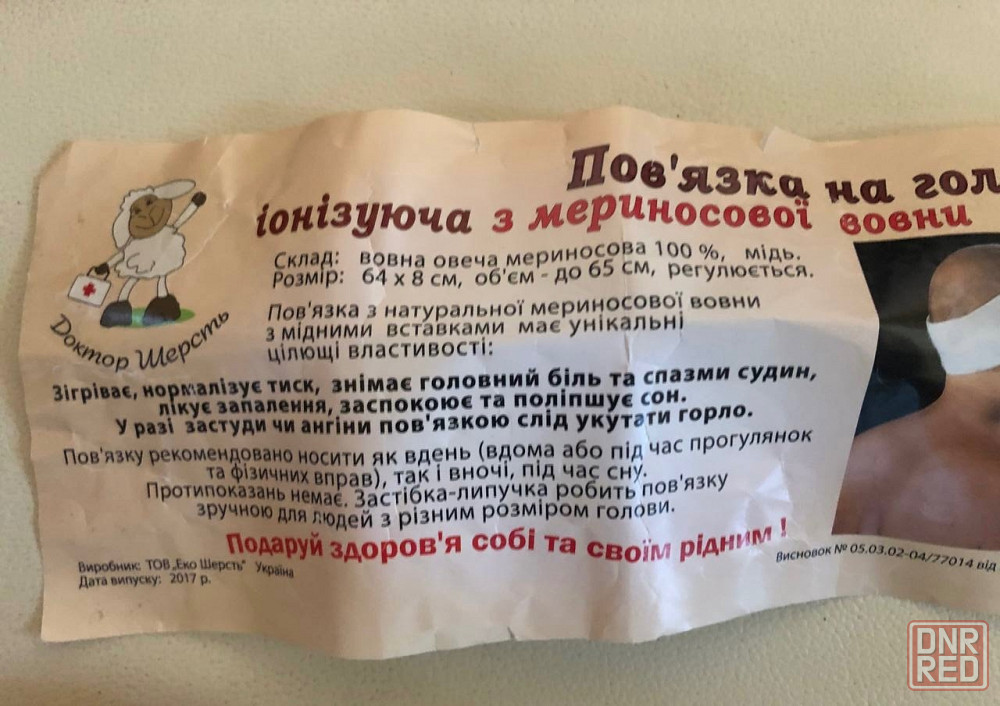 Пов'язка на гол
іонізуюча з мериносової вовни
Склад: вовна овеча мериносова 100 %, мідь.
Розмір: 64 х 8 см, об'єм - до 65 см, регулюється.
Пов'язка з натуральної мериносової вовни
з мідними вставками має унікальні
цілющі властивості:
Доктор Шерсть
Зігріває, нормалізує тиск, знімає головний біль та спазми судин,
лікує запалення, заспокоює та поліпшує сон.
У разі застуди чи ангіни пов'язкою слід укутати горло.
Пов'язку рекомендовано носити як вдень (вдома або під час прогулянок
та фізичних вправ), так і вночі, під час сну.
Протипоказань немає. Застібка-липучка робить пов'язку
зручною для людей з різним розміром голови.
Подаруй здоров'я собі та своїм рідним !
Виробник: ТОВ „Еко Шерсть" Україна
Дата випуску: 2017 р.
Висновок № 05.03.02-04/77014 від
DNR
RED